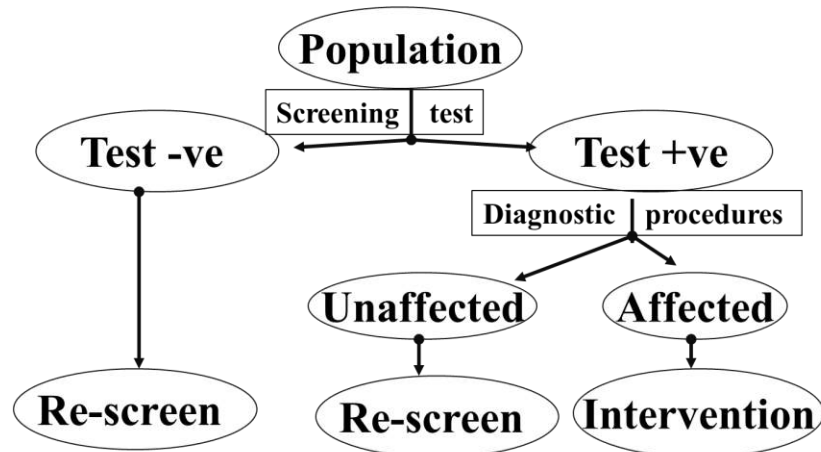 Population
Screening test
Test -ve
Test +ve
Diagnostic procedures
Unaffected
Affected
Re-screen
Re-screen
Intervention